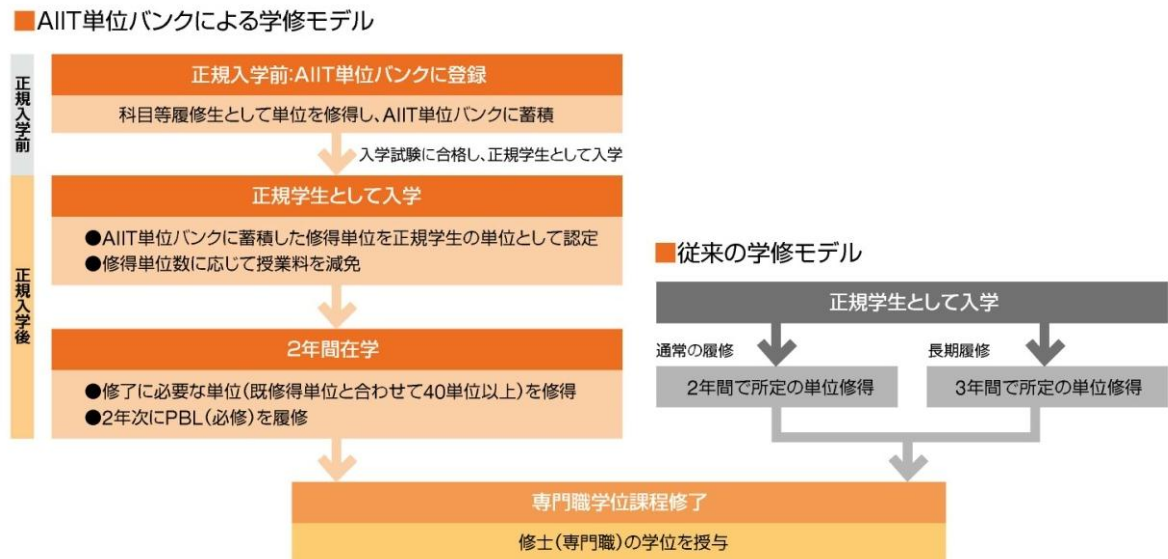 ■AIIT単位バンクによる学修モデル
正規入学前
正規入学前:AIIT単位バンクに登録
科目等履修生として単位を修得し、AIIT単位バンクに蓄積
入学試験に合格し、正規学生として入学
正規入学後
正規学生として入学
●AIIT単位バンクに蓄積した修得単位を正規学生の単位として認定
●修得単位数に応じて授業料を減免
2年間在学
●修了に必要な単位(既修得単位と合わせて40単位以上)を修得
●2年次にPBL(必修)を履修
■従来の学修モデル
正規学生として入学
通常の履修
長期履修
2年間で所定の単位修得
3年間で所定の単位修得
専門職学位課程修了
修士(専門職)の学位を授与